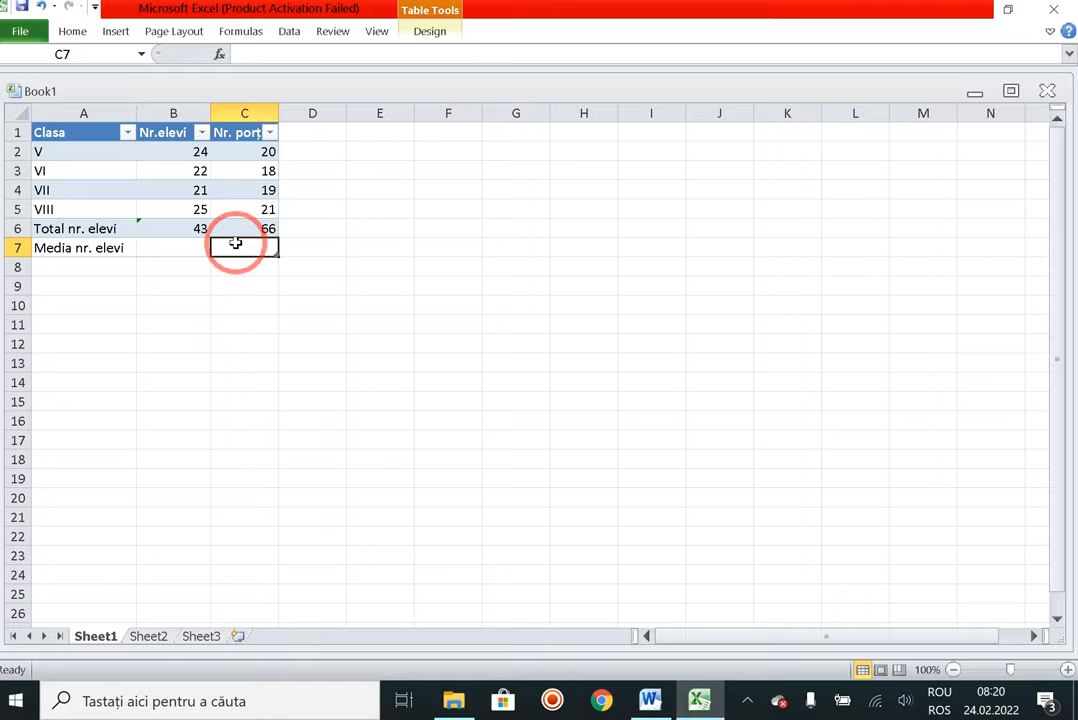 Microsoft Excel (Product Activation Failed)
Table Tools
File Home Insert Page Layout Formulas Data Review View Design
C7 fx
Book1
A B C D E F G H I J K L M N
1 Clasa Nr.elevi Nr. porț
2 V 24 20
3 VI 22 18
4 VII 21 19
5 VIII 25 21
6 Total nr. elevi 43 66
7 Media nr. elevi
8
9
10
11
12
13
14
15
16
17
18
19
20
21
22
23
24
25
26
Sheet1 Sheet2 Sheet3
Ready 100%
Tastați aici pentru a căuta
ROU 08:20
ROS 24.02.2022
3